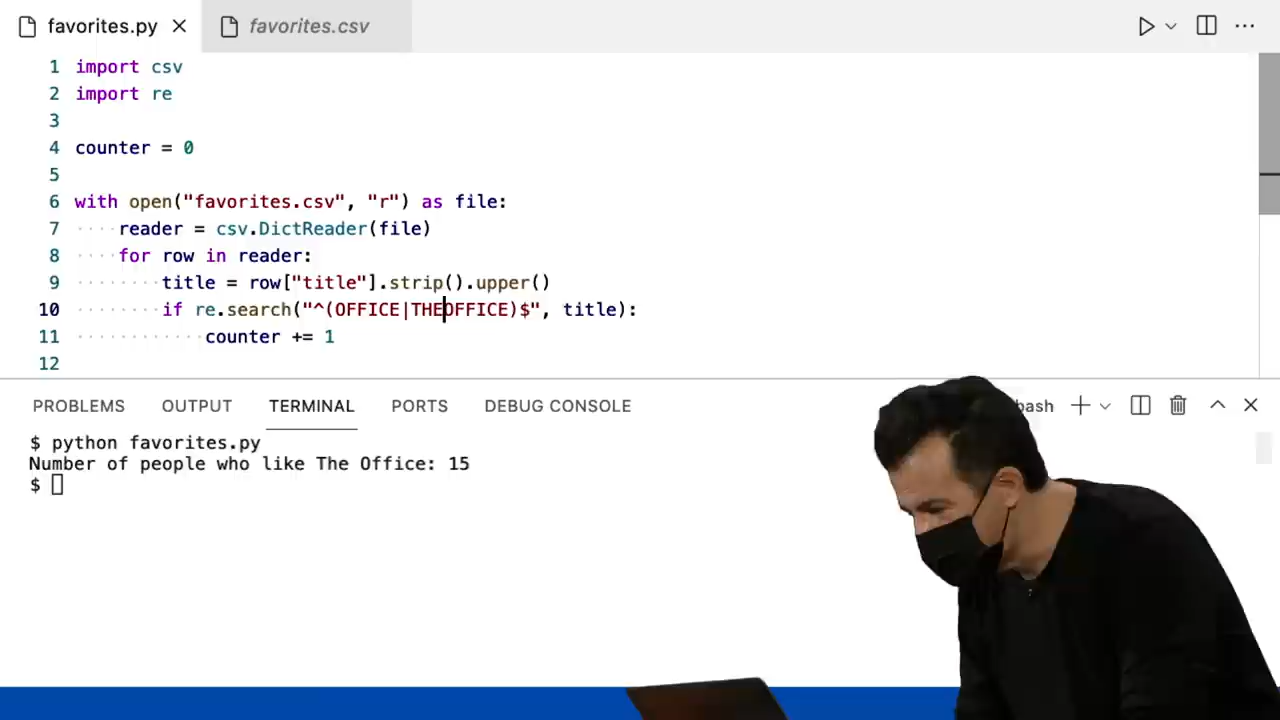 favorites.py
favorites.csv
1 import csv
2 import re
3
4 counter = 0
5
6 with open("favorites.csv", "r") as file:
7 reader = csv.DictReader(file)
8 for row in reader:
9 title = row["title"].strip().upper()
10 if re.search("^(OFFICE|THEOFFICE)$", title):
11 counter += 1
12
PROBLEMS OUTPUT TERMINAL PORTS DEBUG CONSOLE bash
$ python favorites.py
Number of people who like The Office: 15
$